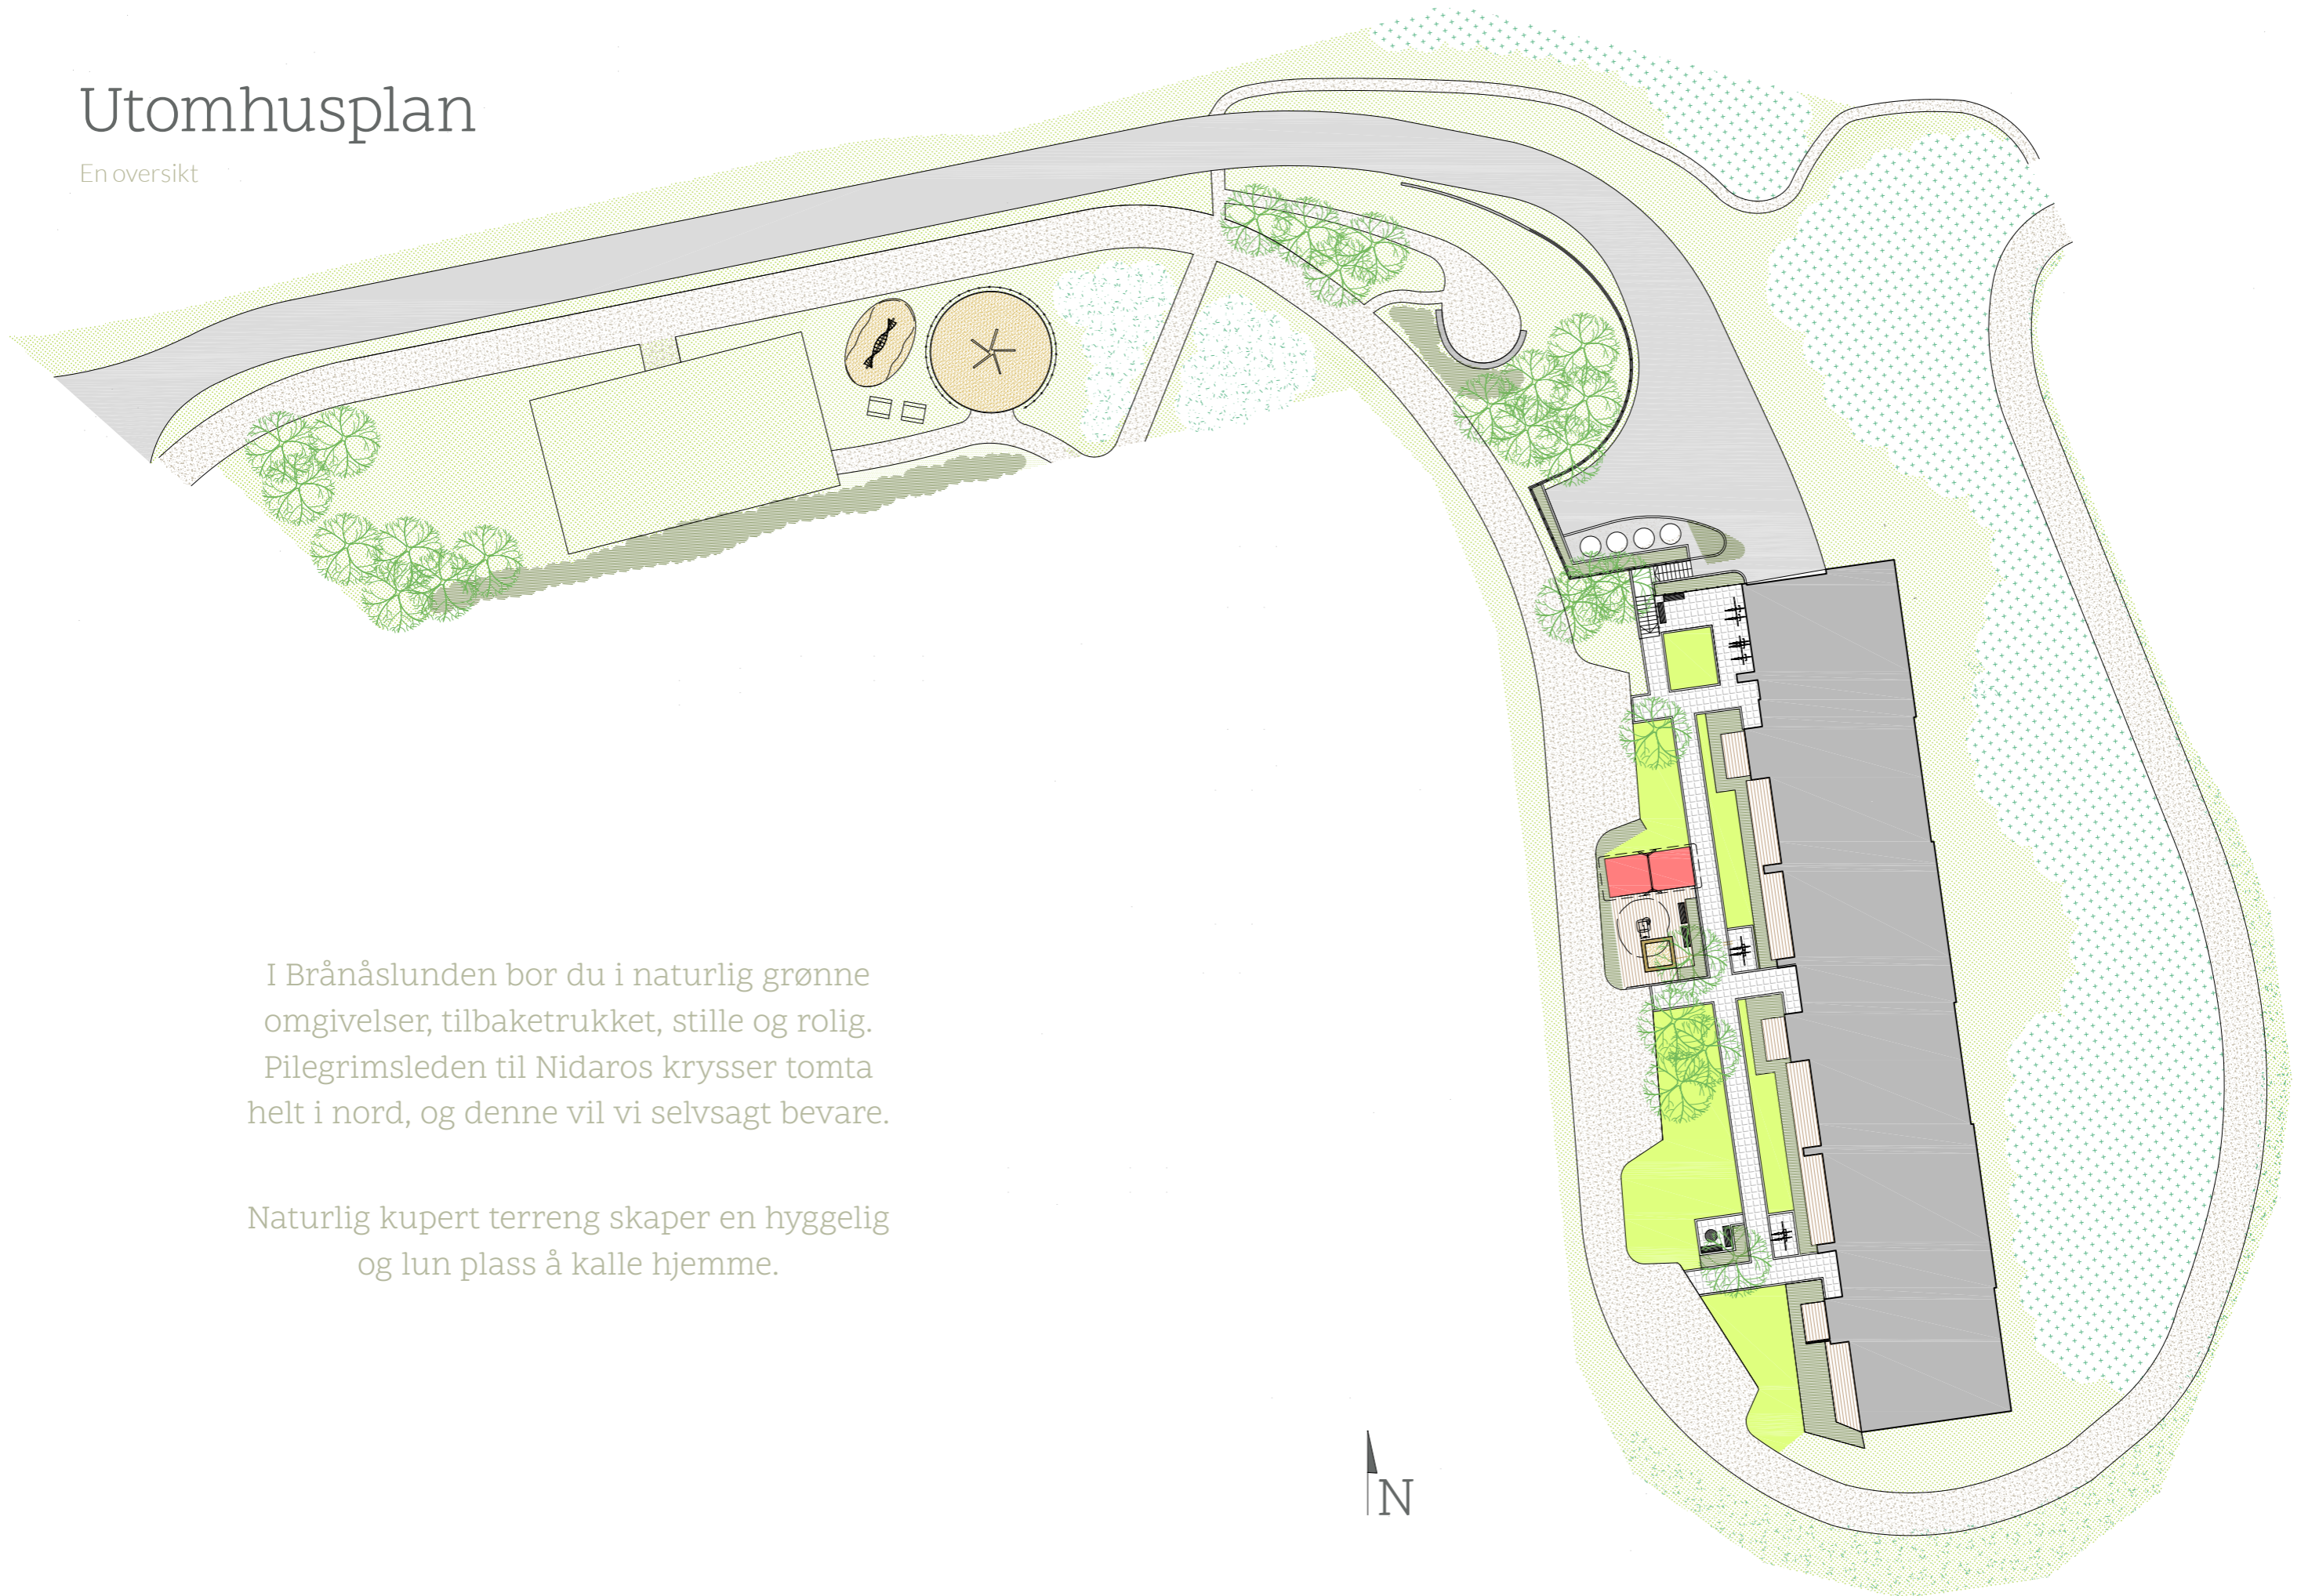 Utomhusplan
En oversikt
I Brånåslunden bor du i naturlig grønne
omgivelser, tilbaketrukket, stille og rolig.
Pilegrimsleden til Nidaros krysser tomta
helt i nord, og denne vil vi selvsagt bevare.
Naturlig kupert terreng skaper en hyggelig
og lun plass å kalle hjemme.
N